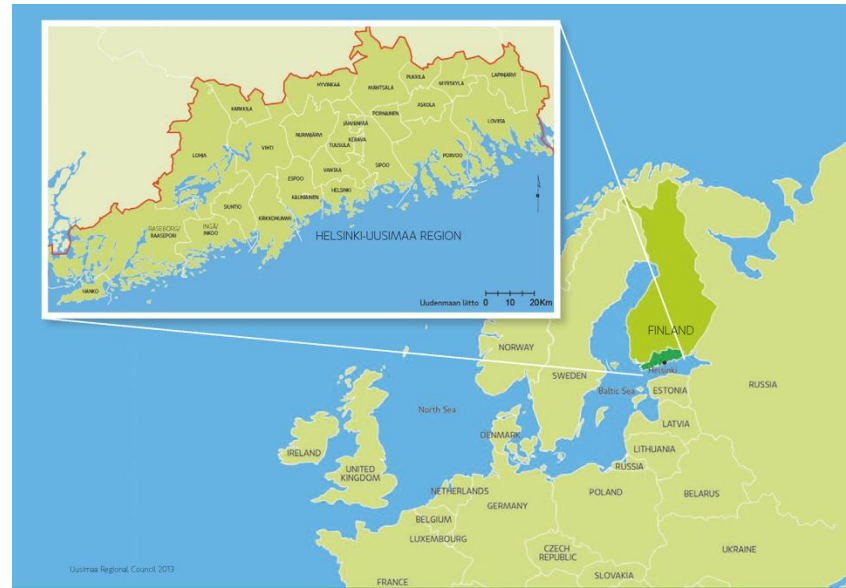 LAPINJÄRVI
PUKKILA
MYRSKYLÄ
HYVINKÄÄ
MÄNTSÄLÄ
ASKOLA
KARKKILA
PORNAINEN
LOVIISA
JÄRVENPÄÄ
NURMIJÄRVI
KERAVA
TUUSULA
VIHTI
LOHJA
SIPOO
PORVOO
VANTAA
ESPOO
HELSINKI
KAUNIAINEN
SIUNTIO
KIRKKONUMMI
INGÅ/
INKOO
RASEBORG/
RAASEPORI
HANKO
HELSINKI-UUSIMAA REGION
Uudenmaan liitto 0 10 20Km
FINLAND
Helsinki
NORWAY
SWEDEN
Baltic Sea
ESTONIA
RUSSIA
North Sea
LATVIA
DENMARK
LITHUANIA
RUSSIA
IRELAND
UNITED
KINGDOM
NETHERLANDS
POLAND
BELARUS
GERMANY
BELGIUM
LUXEMBOURG
CZECH
REPUBLIC
UKRAINE
SLOVAKIA
FRANCE
Uusimaa Regional Council 2013